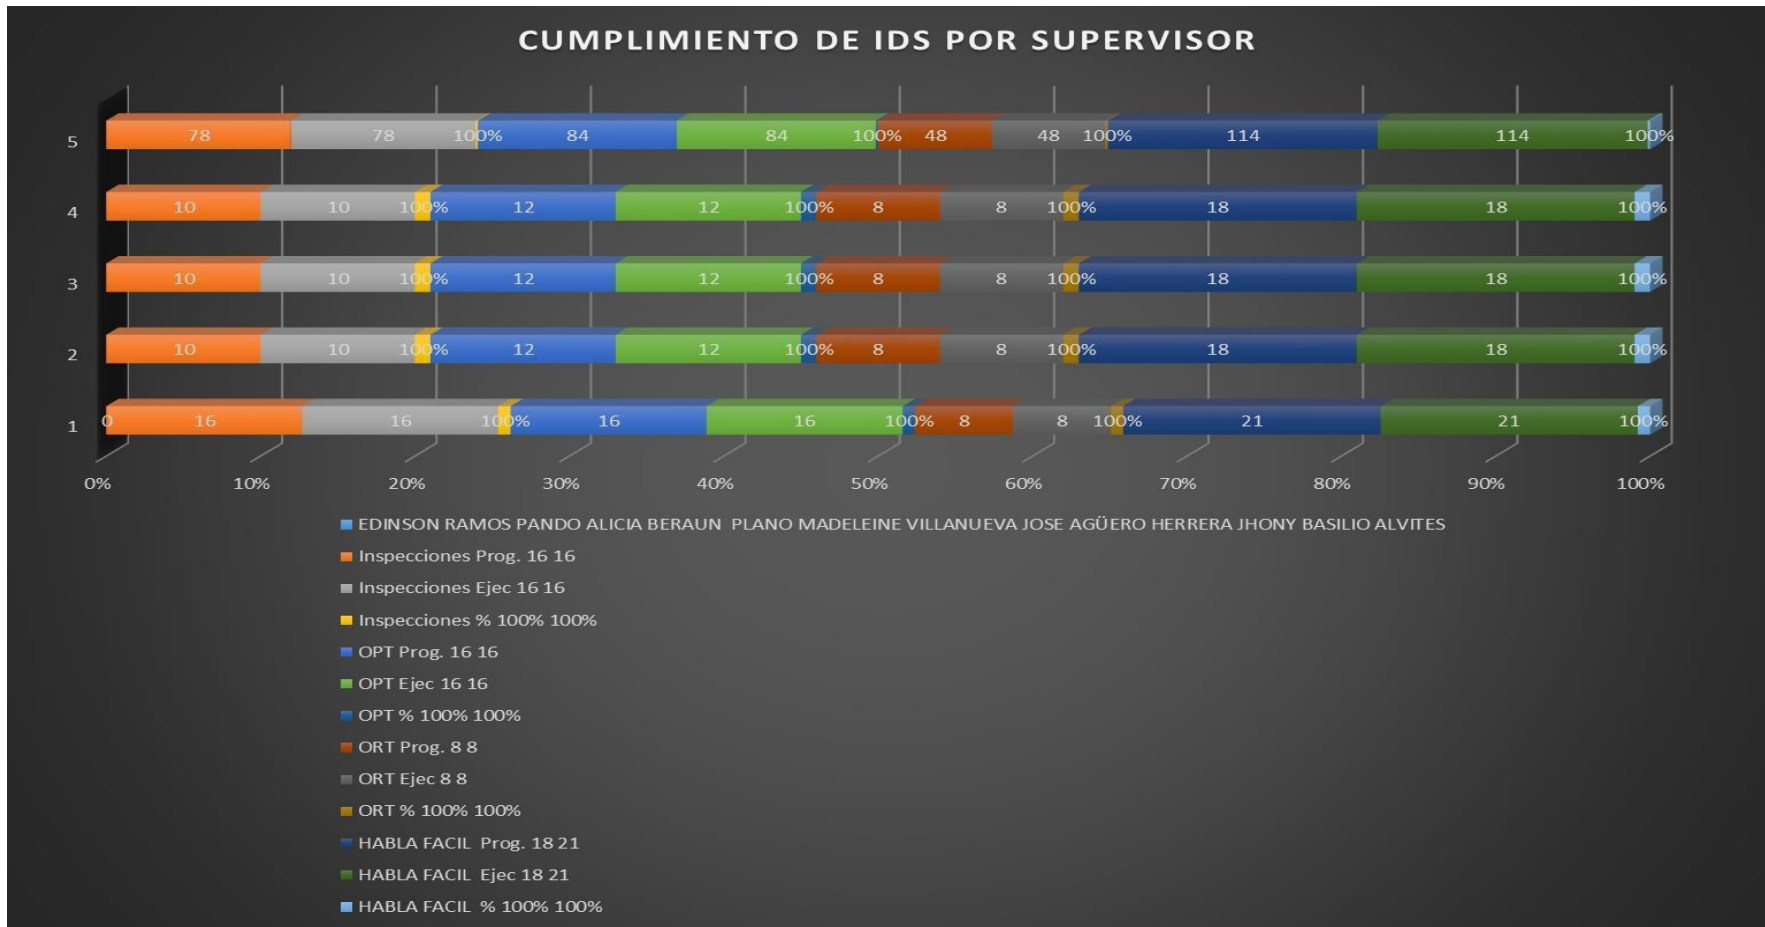 CUMPLIMIENTO DE IDS POR SUPERVISOR
5 78 78 100% 84 84 100% 48 48 100% 114 114 100%
4 10 10 100% 12 12 100% 8 8 100% 18 18 100%
3 10 10 100% 12 12 100% 8 8 100% 18 18 100%
2 10 10 100% 12 12 100% 8 8 100% 18 18 100%
1 0 16 16 100% 16 16 100% 8 8 100% 21 21 100%
0% 10% 20% 30% 40% 50% 60% 70% 80% 90% 100%
EDINSON RAMOS PANDO ALICIA BERAUN  PLANO MADELEINE VILLANUEVA JOSE AGÜERO HERRERA JHONY BASILIO ALVITES
Inspecciones Prog. 16 16
Inspecciones Ejec 16 16
Inspecciones % 100% 100%
OPT Prog. 16 16
OPT Ejec 16 16
OPT % 100% 100%
ORT Prog. 8 8
ORT Ejec 8 8
ORT % 100% 100%
HABLA FACIL  Prog. 18 21
HABLA FACIL  Ejec 18 21
HABLA FACIL  % 100% 100%